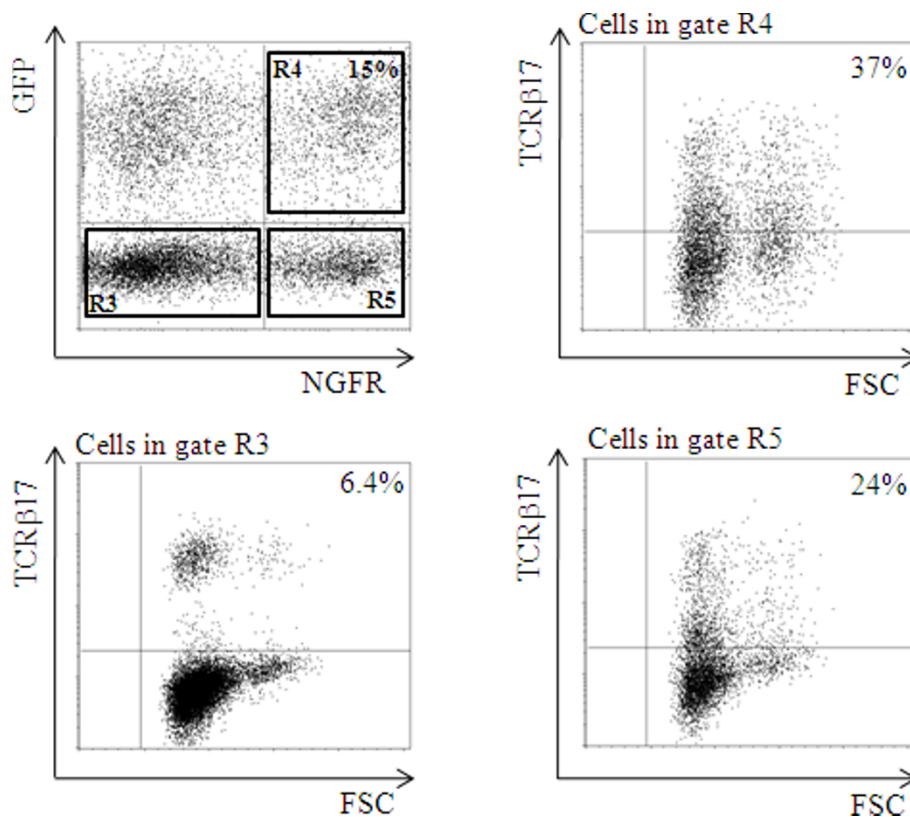 GFP
R4 15%
R3
R5
NGFR
Cells in gate R4
37%
TCRβ17
FSC
Cells in gate R3
6.4%
TCRβ17
FSC
Cells in gate R5
24%
TCRβ17
FSC